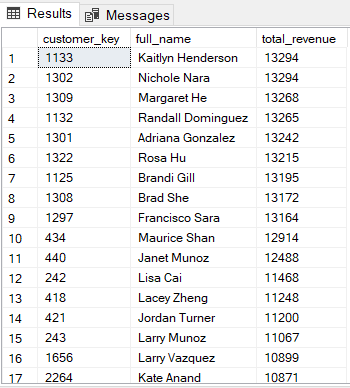 Results Messages
customer_key full_name total_revenue
1 1133 Kaitlyn Henderson 13294
2 1302 Nichole Nara 13294
3 1309 Margaret He 13268
4 1132 Randall Dominguez 13265
5 1301 Adriana Gonzalez 13242
6 1322 Rosa Hu 13215
7 1125 Brandi Gill 13195
8 1308 Brad She 13172
9 1297 Francisco Sara 13164
10 434 Maurice Shan 12914
11 440 Janet Munoz 12488
12 242 Lisa Cai 11468
13 418 Lacey Zheng 11248
14 421 Jordan Turner 11200
15 243 Larry Munoz 11067
16 1656 Larry Vazquez 10899
17 2264 Kate Anand 10871